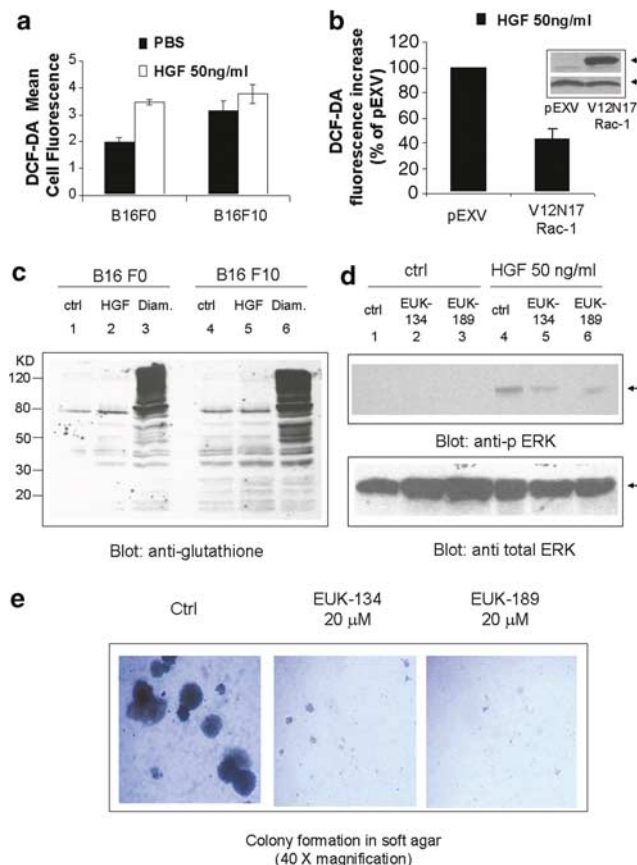 a
PBS
HGF 50ng/ml
DCF-DA Mean
Cell Fluorescence
5
4
3
2
1
0
B16F0
B16F10
b
HGF 50ng/ml
DCF-DA
fluorescence increase
(% of pEXV)
120
100
80
60
40
20
0
pEXV
V12N17
Rac-1
pEXV V12N17
Rac-1
c
B16 F0
B16 F10
ctrl HGF Diam. ctrl HGF Diam.
1 2 3 4 5 6
KD
120
80
50
30
20
Blot: anti-glutathione
d
ctrl
HGF 50 ng/ml
ctrl EUK-134 EUK-189 ctrl EUK-134 EUK-189
1 2 3 4 5 6
Blot: anti-p ERK
Blot: anti total ERK
e
Ctrl
EUK-134
20 µM
EUK-189
20 µM
Colony formation in soft agar
(40 X magnification)